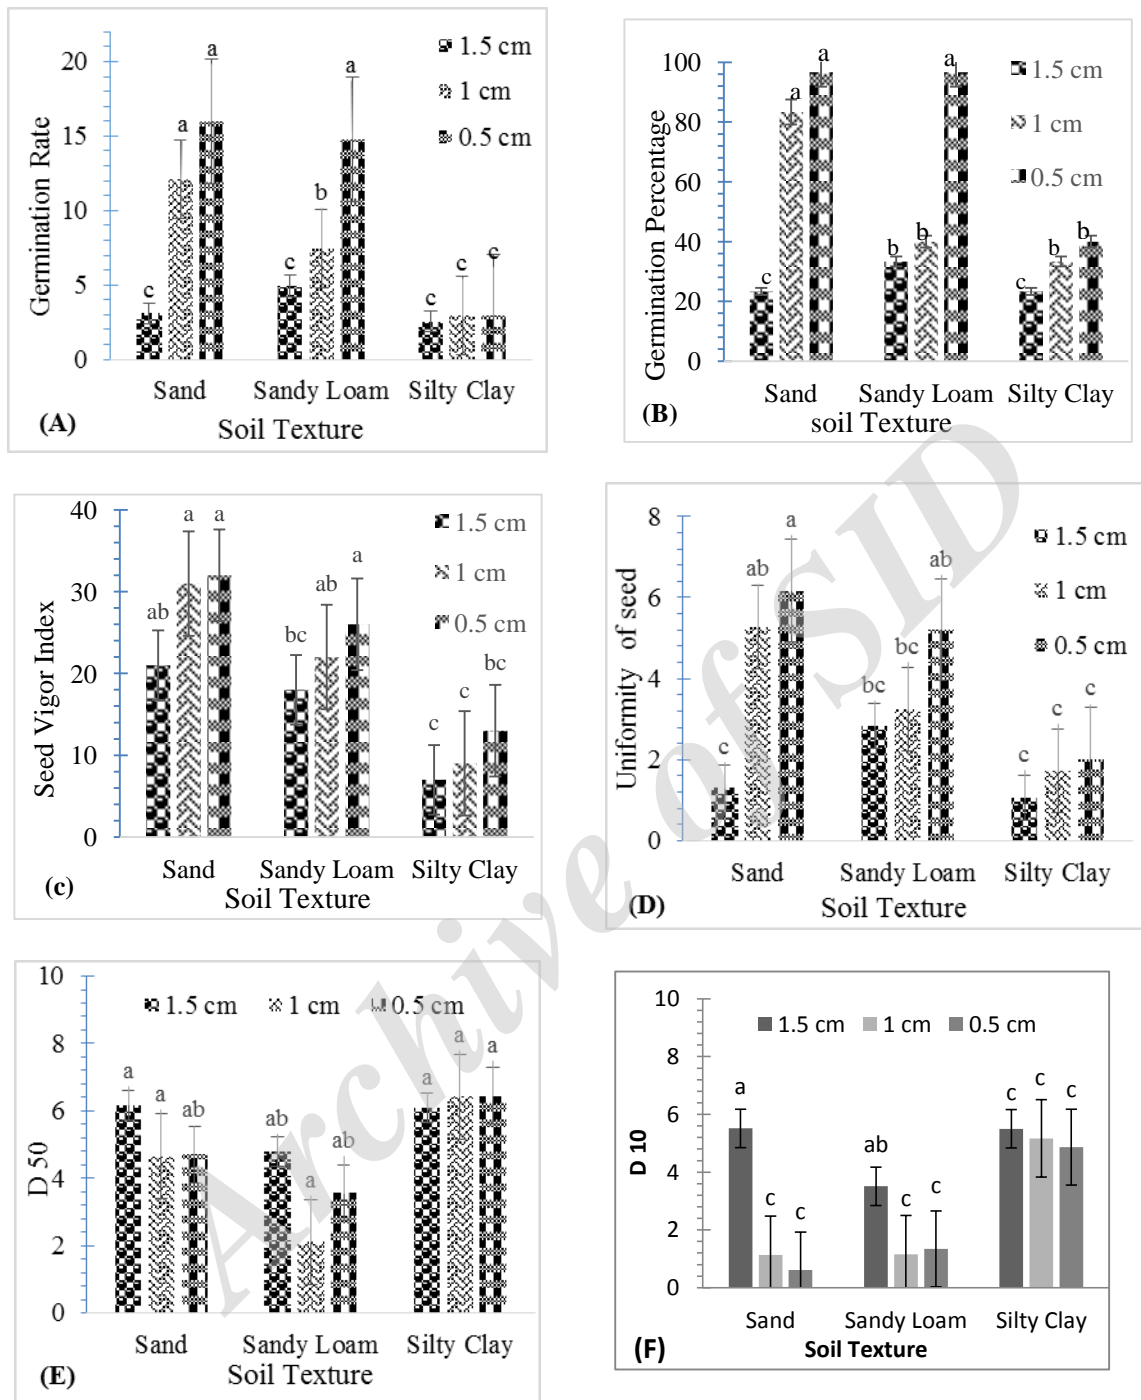 20
15
10
5
0
Germination Rate
a
a
a
b
c
c
c
c
c
1.5 cm
1 cm
0.5 cm
Sand Sandy Loam Silty Clay
(A)
Soil Texture
100
80
60
40
20
0
Germination Percentage
a
a
a
c
b
b
c
b
b
1.5 cm
1 cm
0.5 cm
Sand Sandy Loam Silty Clay
(B)
soil Texture
40
30
20
10
0
Seed Vigor Index
ab
a
a
bc
ab
a
c
c
bc
1.5 cm
1 cm
0.5 cm
Sand Sandy Loam Silty Clay
(c)
Soil Texture
8
6
4
2
0
Uniformity of seed
c
ab
a
bc
bc
ab
c
c
c
1.5 cm
1 cm
0.5 cm
Sand Sandy Loam Silty Clay
(D)
Soil Texture
10
8
6
4
2
0
D 50
1.5 cm 1 cm 0.5 cm
a
a
ab
ab
a
ab
a
a
a
Sand Sandy Loam Silty Clay
(E)
Soil Texture
10
8
6
4
2
0
D 10
1.5 cm 1 cm 0.5 cm
a
c
c
ab
c
c
c
c
c
Sand Sandy Loam Silty Clay
(F)
Soil Texture
Archive of SID